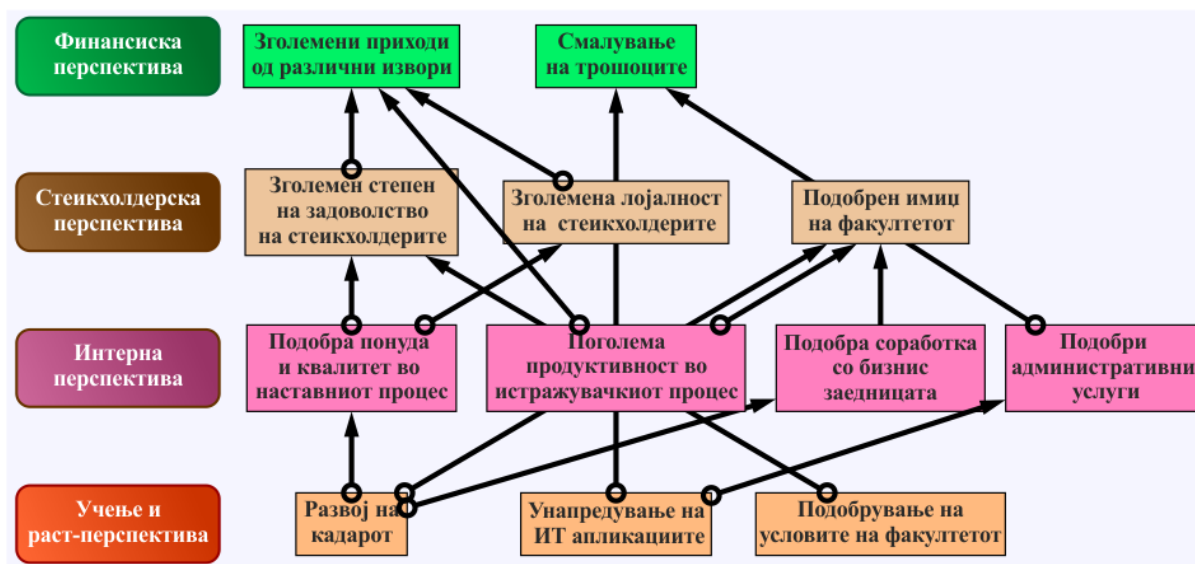 Финансиска
перспектива
Зголемени приходи
од различни извори
Смалување
на трошоците
Стеикхолдерска
перспектива
Зголемен степен
на задоволство
на стеикхолдерите
Зголемена лојалност
на стеикхолдерите
Подобрен имиџ
на факултетот
Интерна
перспектива
Подобра понуда
и квалитет во
наставниот процес
Поголема
продуктивност во
истражувачкиот процес
Подобра соработка
со бизнис
заедницата
Подобри
административни
услуги
Учење и
раст-перспектива
Развој на
кадарот
Унапредување на
ИТ апликациите
Подобрување на
условите на факултетот